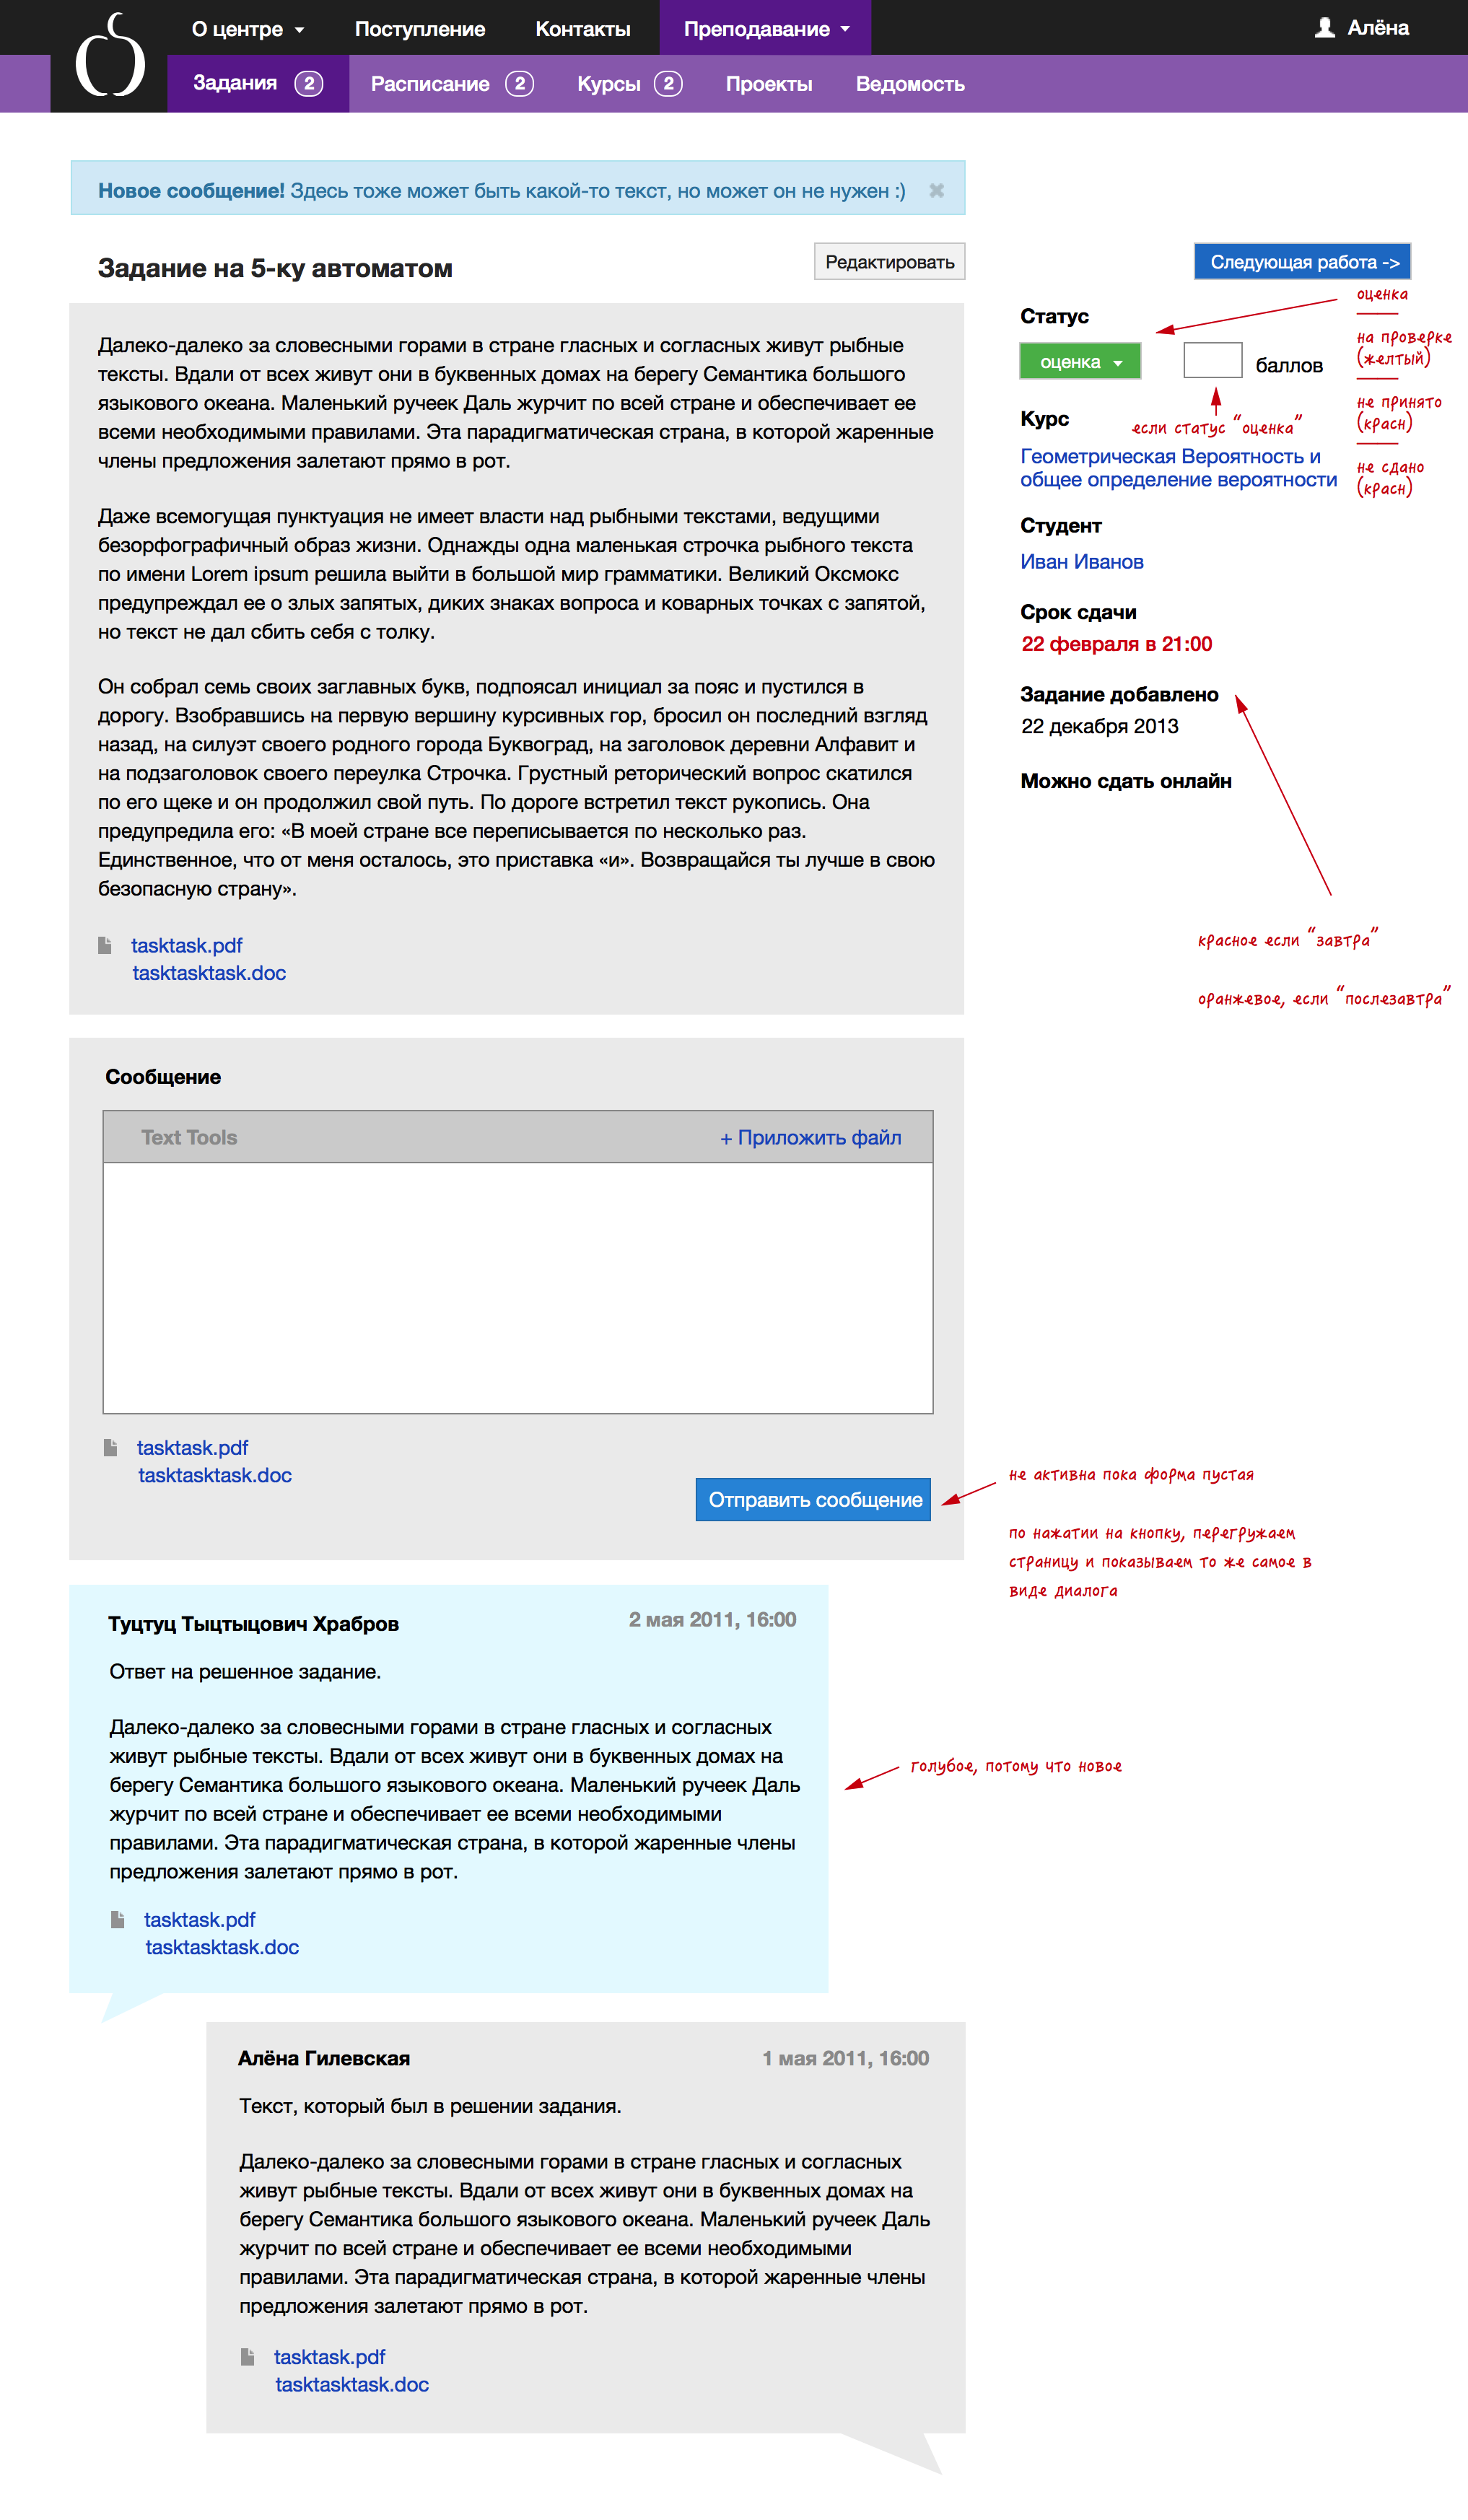 О центре
Поступление
Контакты
Преподавание
Алёна
Задания 2
Расписание 2
Курсы 2
Проекты
Ведомость
Новое сообщение! Здесь тоже может быть какой-то текст, но может он не нужен :)
Задание на 5-ку автоматом
Редактировать
Далеко-далеко за словесными горами в стране гласных и согласных живут рыбные
тексты. Вдали от всех живут они в буквенных домах на берегу Семантика большого
языкового океана. Маленький ручеек Даль журчит по всей стране и обеспечивает ее
всеми необходимыми правилами. Эта парадигматическая страна, в которой жаренные
члены предложения залетают прямо в рот.
Даже всемогущая пунктуация не имеет власти над рыбными текстами, ведущими
безорфографичный образ жизни. Однажды одна маленькая строчка рыбного текста
по имени Lorem ipsum решила выйти в большой мир грамматики. Великий Оксмокс
предупреждал ее о злых запятых, диких знаках вопроса и коварных точках с запятой,
но текст не дал сбить себя с толку.
Он собрал семь своих заглавных букв, подпоясал инициал за пояс и пустился в
дорогу. Взобравшись на первую вершину курсивных гор, бросил он последний взгляд
назад, на силуэт своего родного города Буквоград, на заголовок деревни Алфавит и
на подзаголовок своего переулка Строчка. Грустный реторический вопрос скатился
по его щеке и он продолжил свой путь. По дороге встретил текст рукопись. Она
предупредила его: «В моей стране все переписывается по несколько раз.
Единственное, что от меня осталось, это приставка «и». Возвращайся ты лучше в свою
безопасную страну».
tasktask.pdf
tasktasktask.doc
Следующая работа ->
Статус
оценка
баллов
если статус "оценка"
оценка
на проверке
(желтый)
не принято
(красн)
не сдано
(красн)
Курс
Геометрическая Вероятность и
общее определение вероятности
Студент
Иван Иванов
Срок сдачи
22 февраля в 21:00
Задание добавлено
22 декабря 2013
Можно сдать онлайн
красное если "завтра"
оранжевое, если "послезавтра"
Сообщение
Text Tools
+ Приложить файл
tasktask.pdf
tasktasktask.doc
Отправить сообщение
не активна пока форма пустая
по нажатии на кнопку, перегружаем
страницу и показываем то же самое в
виде диалога
Туцтуц Тыцтыцович Храбров
2 мая 2011, 16:00
Ответ на решенное задание.
Далеко-далеко за словесными горами в стране гласных и согласных
живут рыбные тексты. Вдали от всех живут они в буквенных домах на
берегу Семантика большого языкового океана. Маленький ручеек Даль
журчит по всей стране и обеспечивает ее всеми необходимыми
правилами. Эта парадигматическая страна, в которой жаренные члены
предложения залетают прямо в рот.
tasktask.pdf
tasktasktask.doc
голубое, потому что новое
Алёна Гилевская
1 мая 2011, 16:00
Текст, который был в решении задания.
Далеко-далеко за словесными горами в стране гласных и согласных
живут рыбные тексты. Вдали от всех живут они в буквенных домах на
берегу Семантика большого языкового океана. Маленький ручеек Даль
журчит по всей стране и обеспечивает ее всеми необходимыми
правилами. Эта парадигматическая страна, в которой жаренные члены
предложения залетают прямо в рот.
tasktask.pdf
tasktasktask.doc